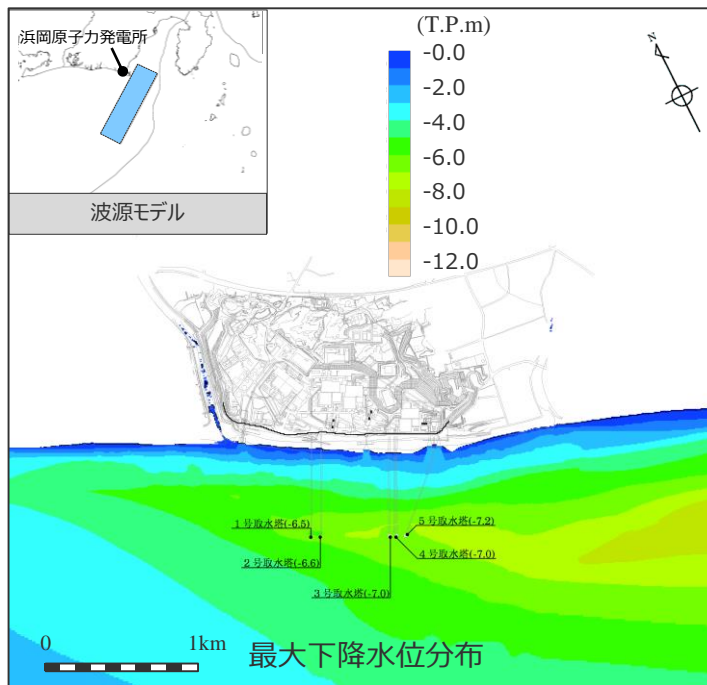 浜岡原子力発電所
波源モデル
(T.P.m)
-0.0
-2.0
-4.0
-6.0
-8.0
-10.0
-12.0
N
1号取水塔(-6.5)
2号取水塔(-6.6)
3号取水塔(-7.0)
4号取水塔(-7.0)
5号取水塔(-7.2)
0 1km
最大下降水位分布